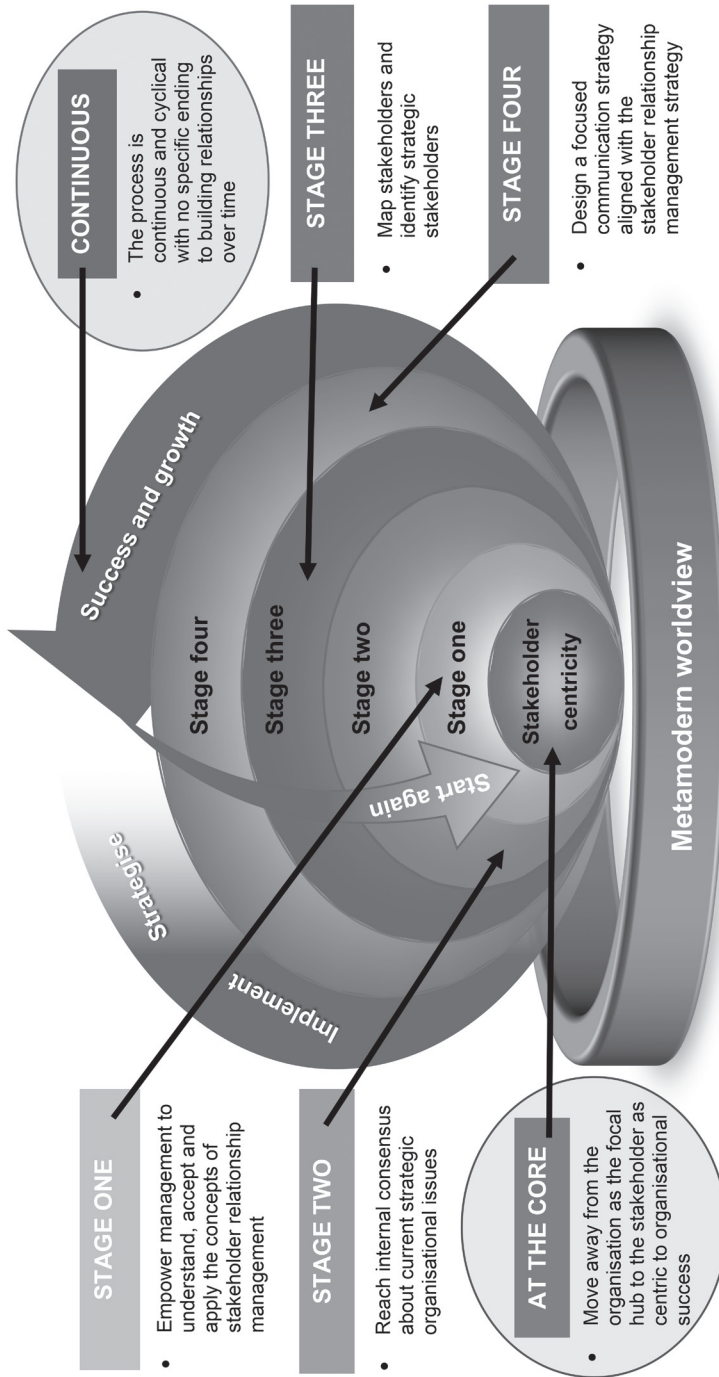 STAGE ONE
• Empower management to
understand, accept and
apply the concepts of
stakeholder relationship
management
STAGE TWO
• Reach internal consensus
about current strategic
organisational issues
AT THE CORE
• Move away from the
organisation as the focal
hub to the stakeholder as
centric to organisational
success
Strategise
Implement
Success and growth
Stage four
Stage three
Stage two
Stage one
Start again
Stakeholder
centricity
Metamodern worldview
CONTINUOUS
• The process is
continuous and cyclical
with no specific ending
to building relationships
over time
STAGE THREE
• Map stakeholders and
identify strategic
stakeholders
STAGE FOUR
• Design a focused
communication strategy
aligned with the
stakeholder relationship
management strategy